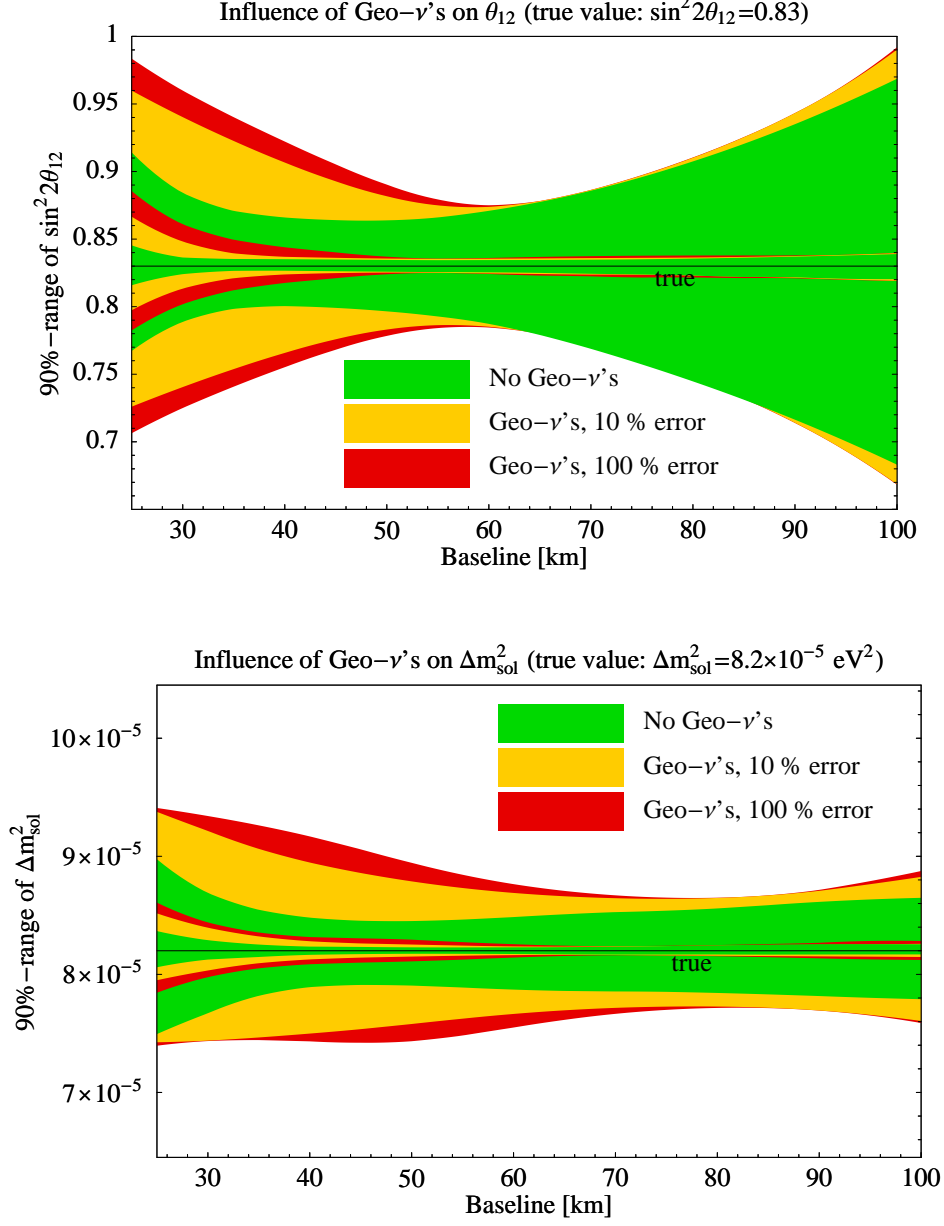 Influence of Geo−ν's on θ₁₂ (true value: sin²2θ₁₂=0.83)
1
0.95
0.9
0.85
0.8
0.75
0.7
90%−range of sin²2θ₁₂
true
No Geo−ν's
Geo−ν's, 10 % error
Geo−ν's, 100 % error
30 40 50 60 70 80 90 100
Baseline [km]
Influence of Geo−ν's on Δm²sol (true value: Δm²sol=8.2×10⁻⁵ eV²)
No Geo−ν's
Geo−ν's, 10 % error
Geo−ν's, 100 % error
10×10⁻⁵
9×10⁻⁵
8×10⁻⁵
7×10⁻⁵
90%−range of Δm²sol
true
30 40 50 60 70 80 90 100
Baseline [km]